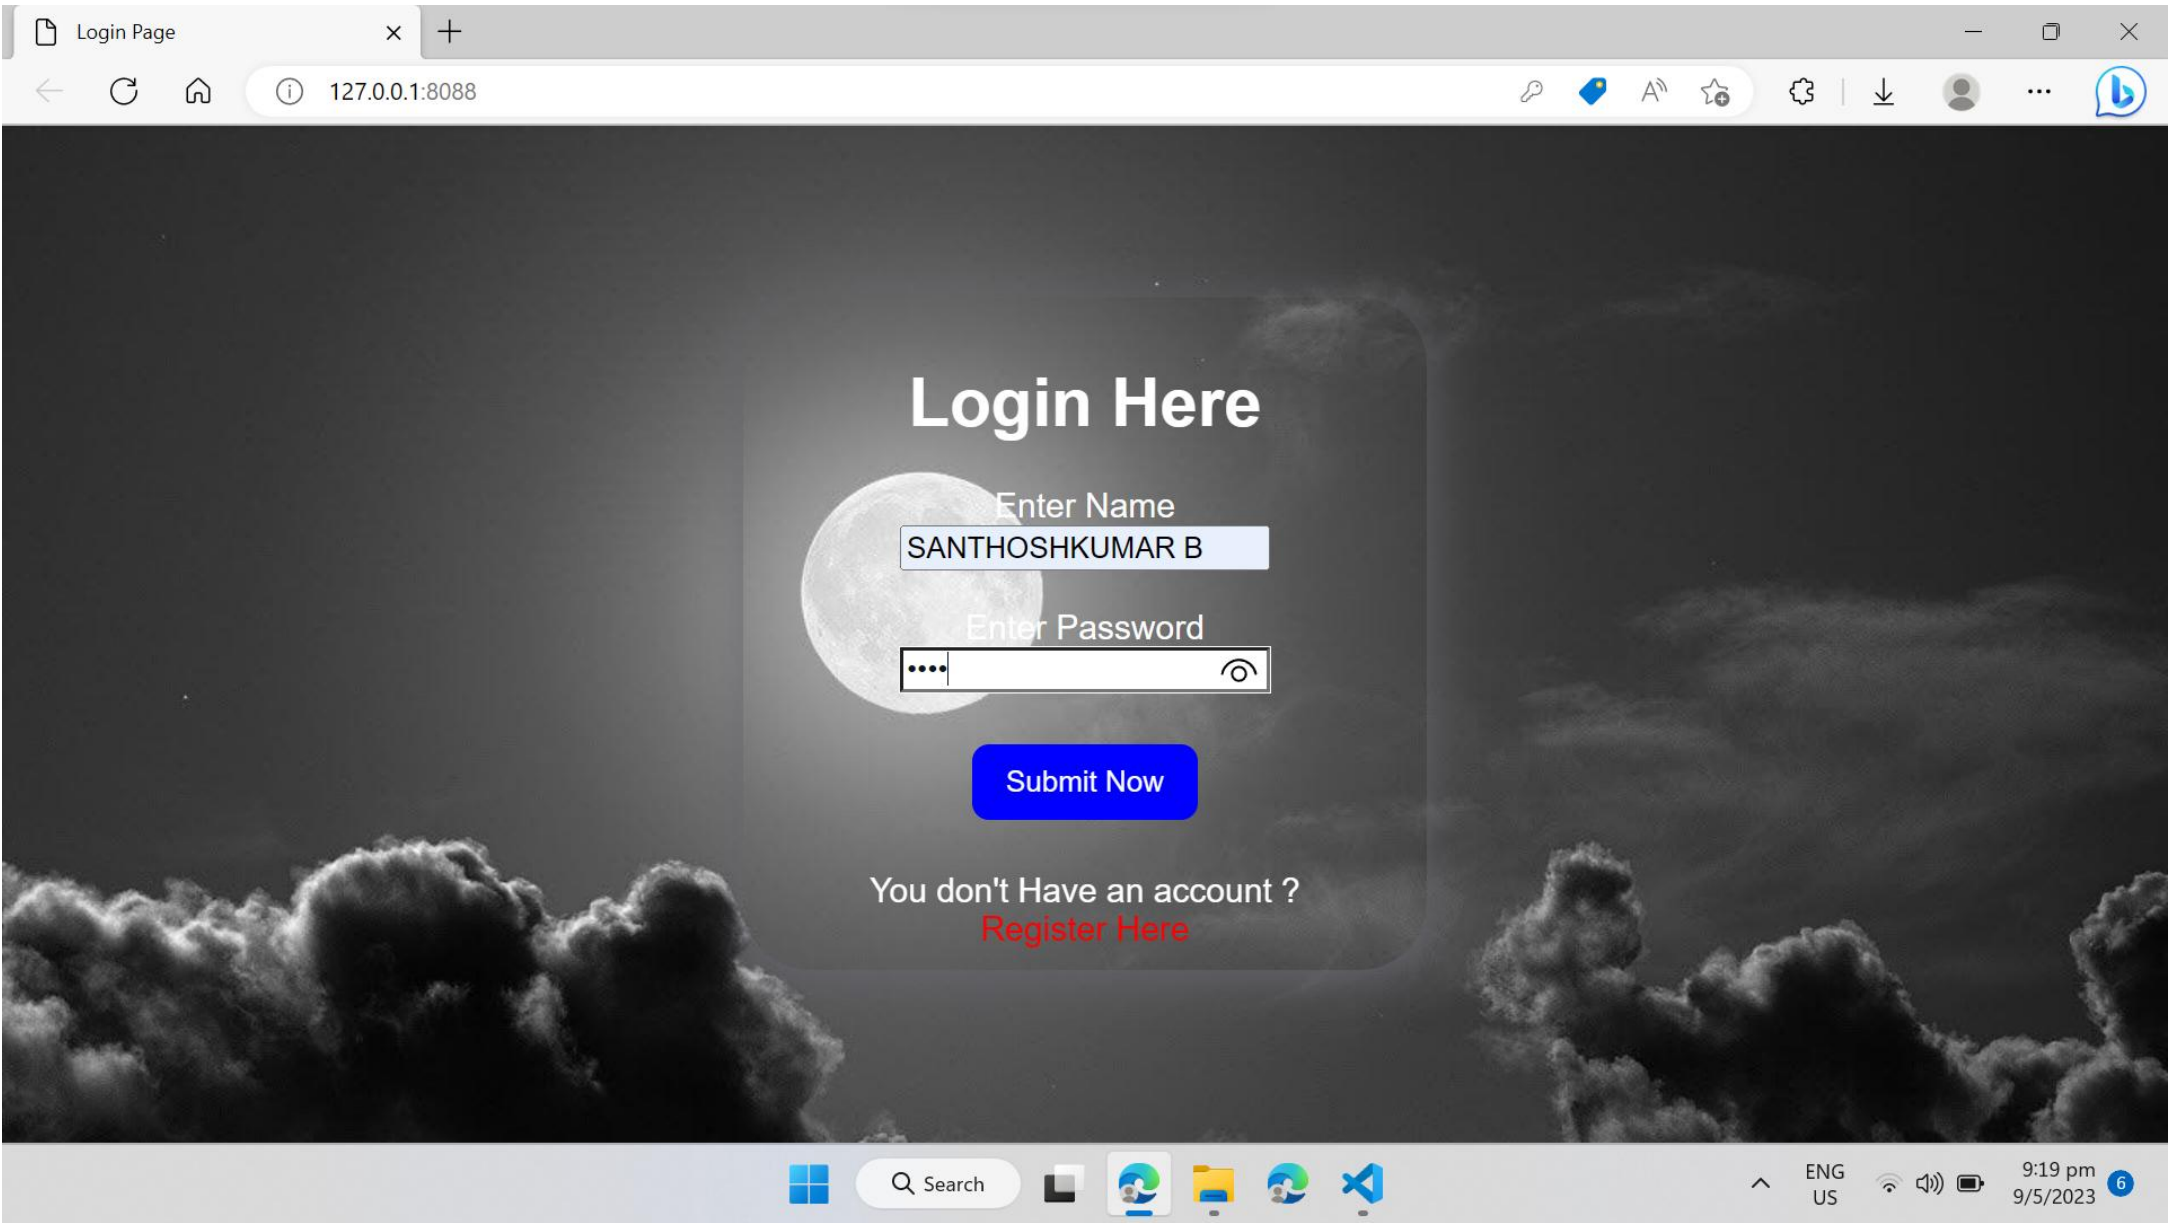 Login Page
127.0.0.1:8088
Login Here
Enter Name
SANTHOSHKUMAR B
Enter Password
••••
Submit Now
You don't Have an account ?
Register Here
Search
ENG
US
9:19 pm
9/5/2023
6